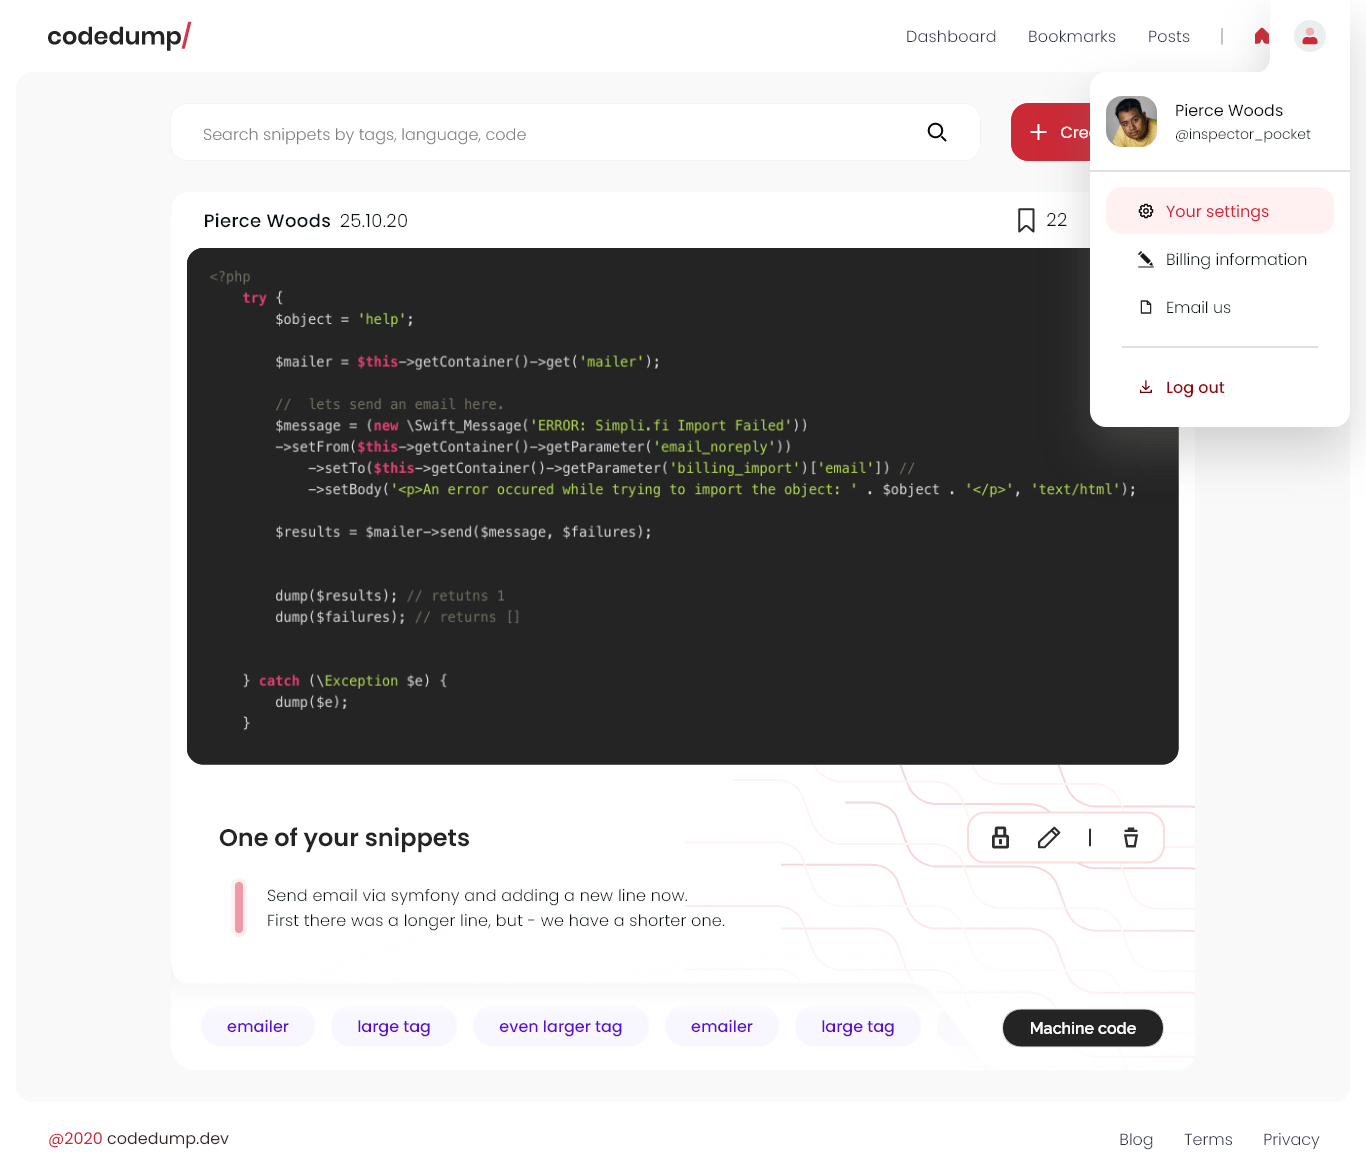 codedump/
Dashboard Bookmarks Posts |
Search snippets by tags, language, code
Pierce Woods
@inspector_pocket
Your settings
Billing information
Email us
Log out
Pierce Woods 25.10.20
22
<?php
try {
$object = 'help';
$mailer = $this->getContainer()->get('mailer');
// lets send an email here.
$message = (new \Swift_Message('ERROR: Simpli.fi Import Failed'))
->setFrom($this->getContainer()->getParameter('email_noreply'))
->setTo($this->getContainer()->getParameter('billing_import')['email']) //
->setBody('<p>An error occured while trying to import the object: ' . $object . '</p>', 'text/html');
$results = $mailer->send($message, $failures);
dump($results); // retutns 1
dump($failures); // returns []
} catch (\Exception $e) {
dump($e);
}
One of your snippets
Send email via symfony and adding a new line now.
First there was a longer line, but - we have a shorter one.
emailer large tag even larger tag emailer large tag
Machine code
@2020 codedump.dev
Blog Terms Privacy